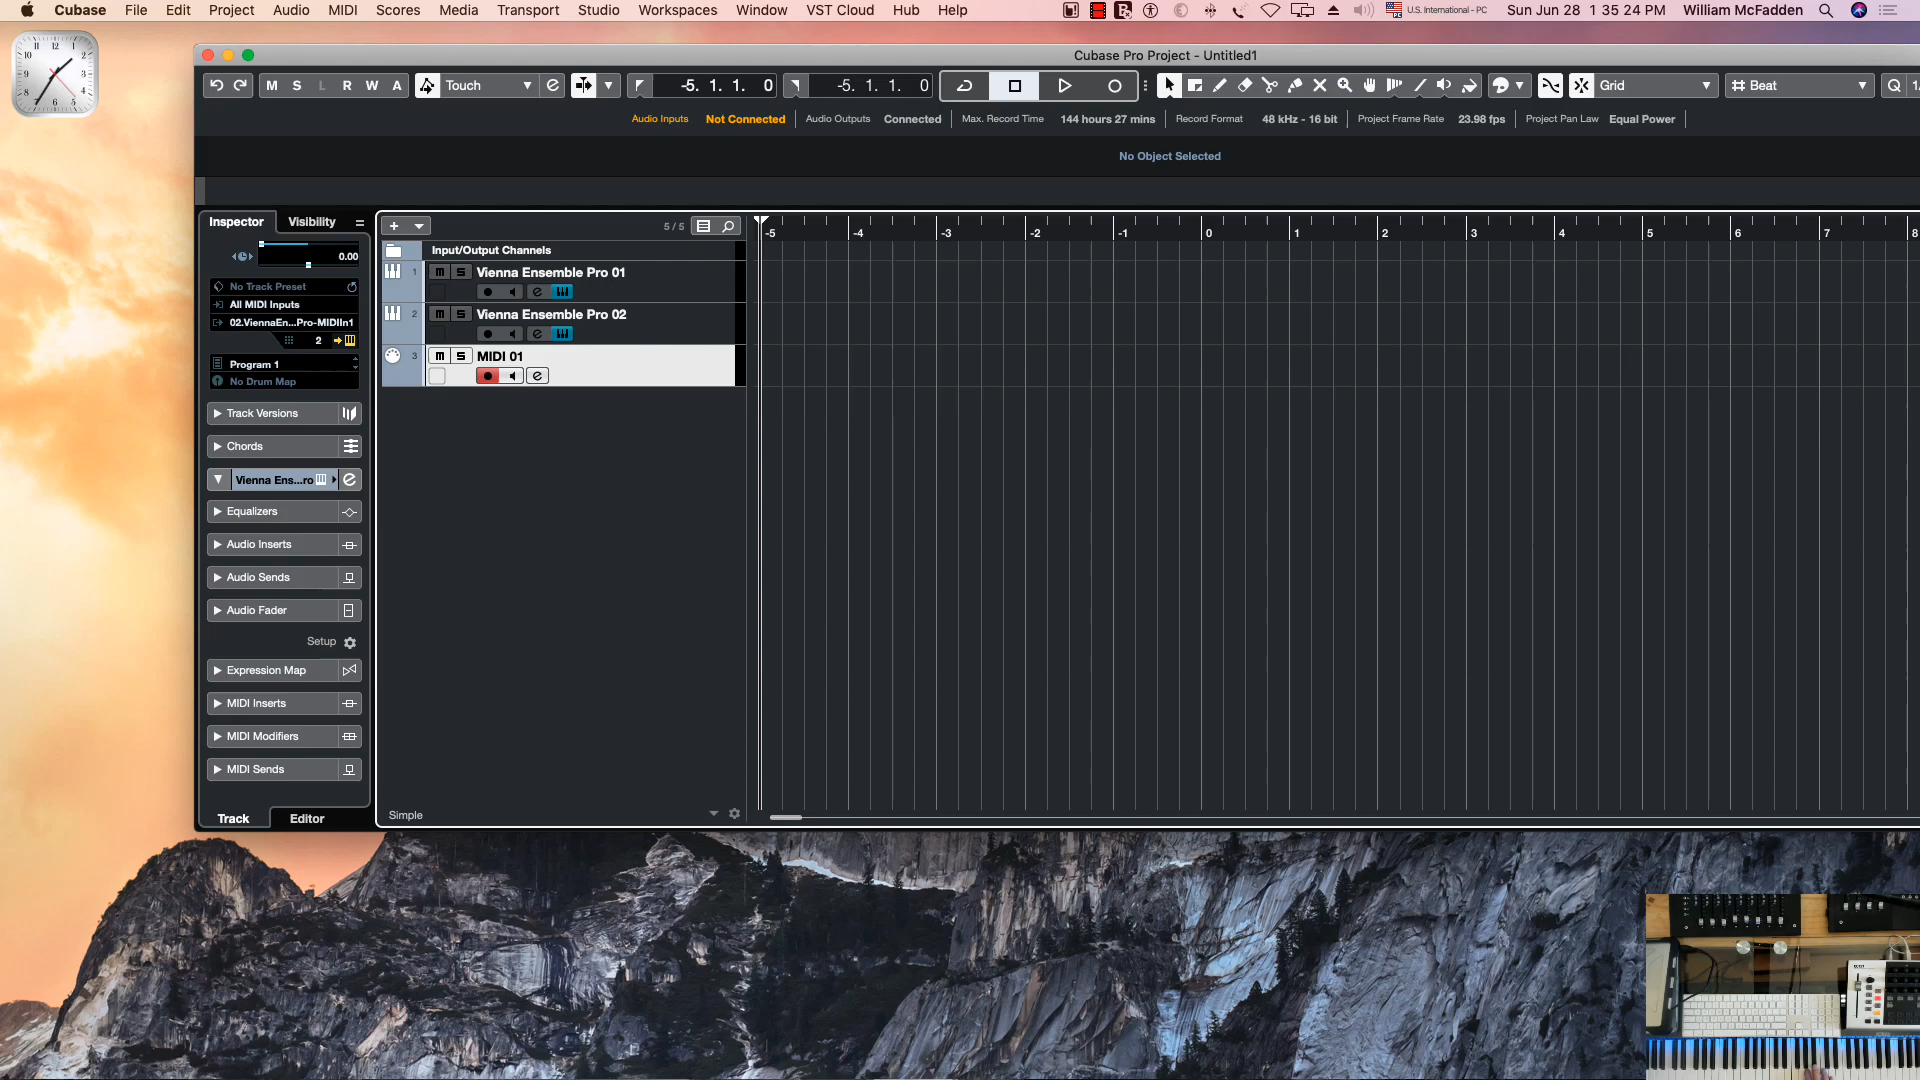 Cubase File Edit Project Audio MIDI Scores Media Transport Studio Workspaces Window VST Cloud Hub Help U.S. International - PC Sun Jun 28 1 35 24 PM William McFadden
Cubase Pro Project - Untitled1
M S L R W A Touch -5. 1. 1. 0 -5. 1. 1. 0 Grid Beat
Audio Inputs Not Connected Audio Outputs Connected Max. Record Time 144 hours 27 mins Record Format 48 kHz - 16 bit Project Frame Rate 23.98 fps Project Pan Law Equal Power
No Object Selected
Inspector Visibility
5 / 5
-5 -4 -3 -2 -1 0 1 2 3 4 5 6 7 8
Input/Output Channels
0.00
1 m S Vienna Ensemble Pro 01
No Track Preset
All MIDI Inputs
2 m S Vienna Ensemble Pro 02
02.ViennaEn...Pro-MIDIIn1
2
3 m S MIDI 01
Program 1
No Drum Map
Track Versions
Chords
Vienna Ens...ro
Equalizers
Audio Inserts
Audio Sends
Audio Fader
Setup
Expression Map
MIDI Inserts
MIDI Modifiers
MIDI Sends
Track Editor
Simple